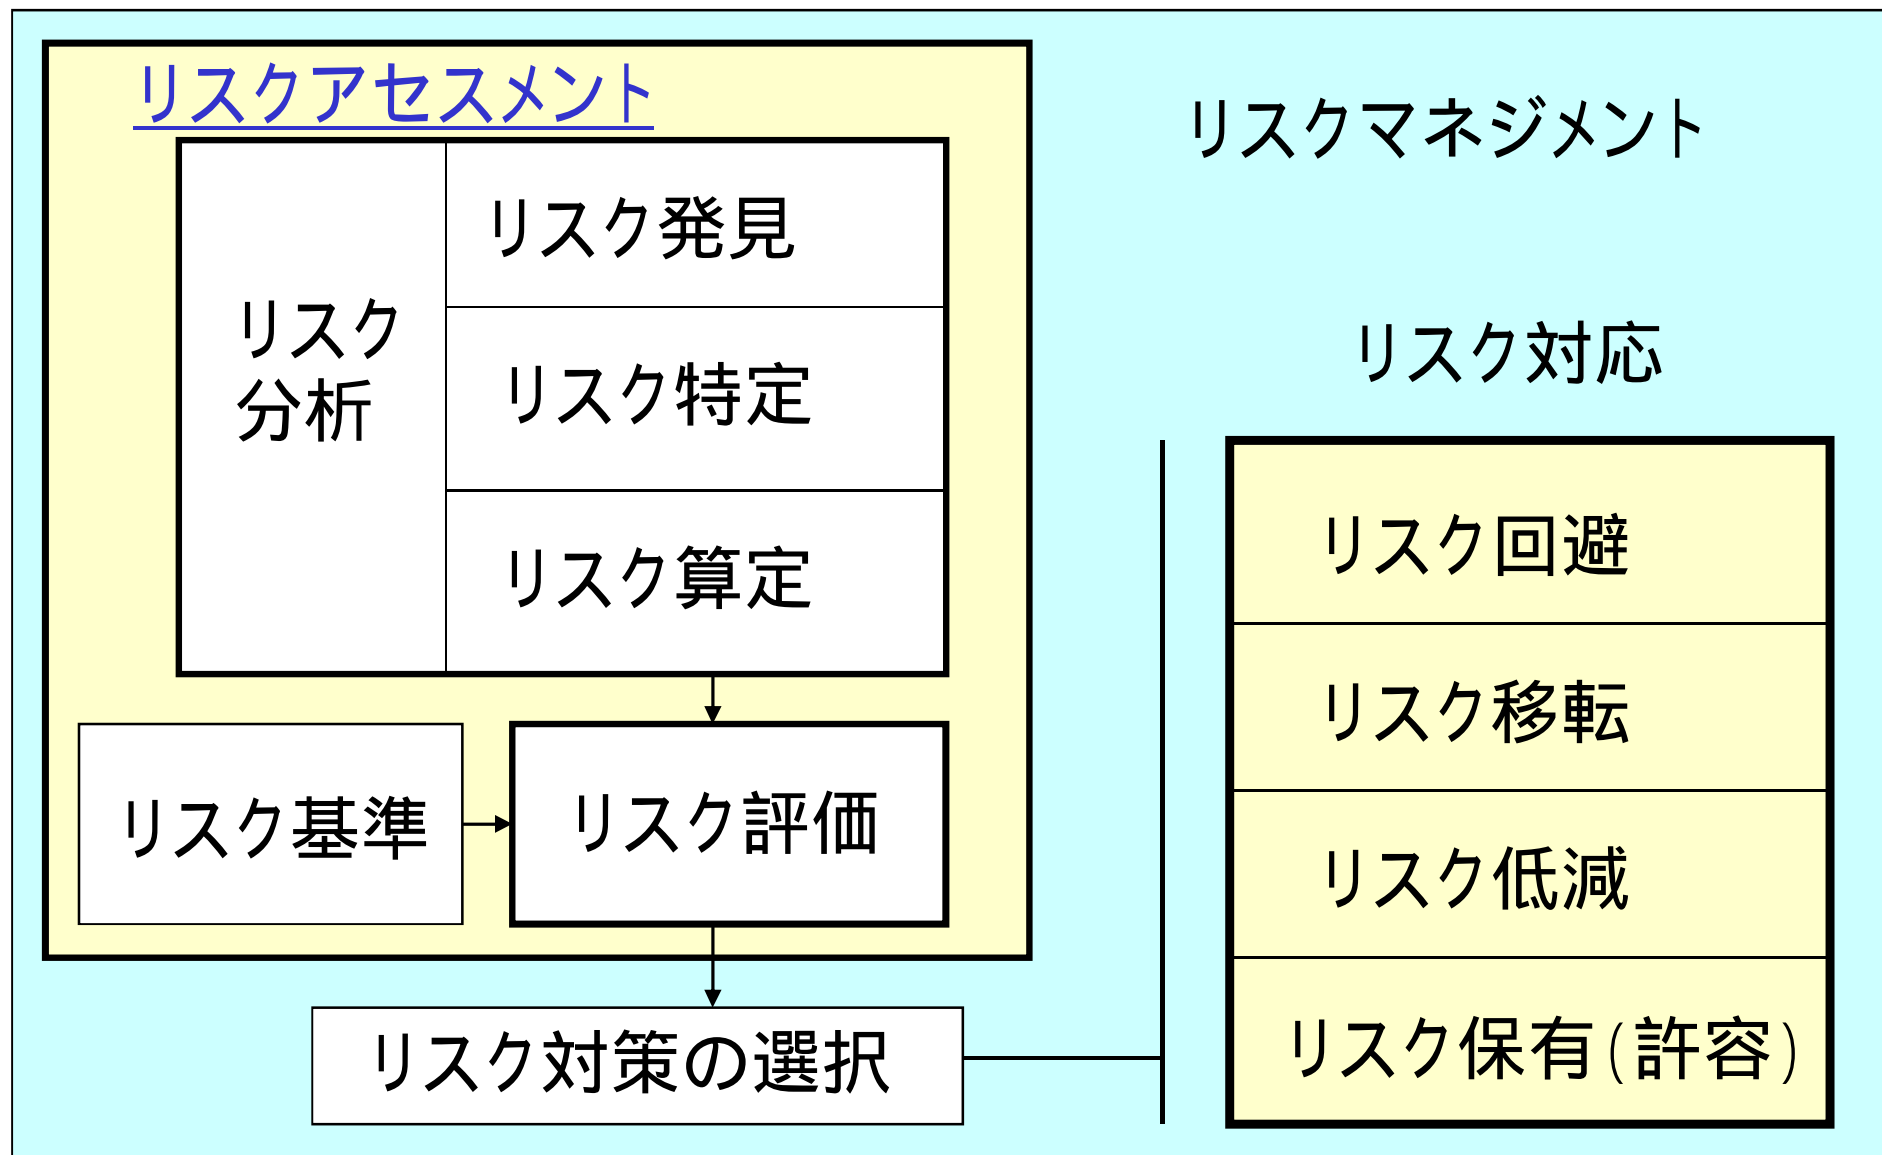 リスクアセスメント
リスク
分析
リスク発見
リスク特定
リスク算定
リスク基準
リスク評価
リスク対策の選択
リスクマネジメント
リスク対応
リスク回避
リスク移転
リスク低減
リスク保有(許容)